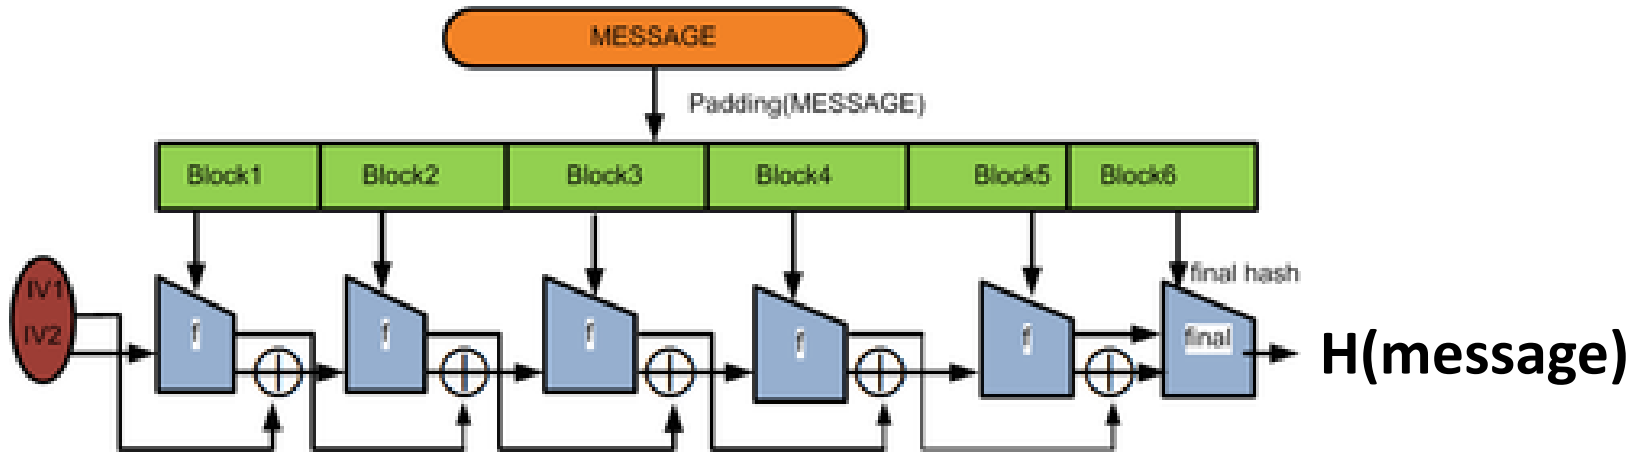 MESSAGE
Padding(MESSAGE)
Block1 Block2 Block3 Block4 Block5 Block6
final hash
IV1
IV2
f f f f f final
H(message)